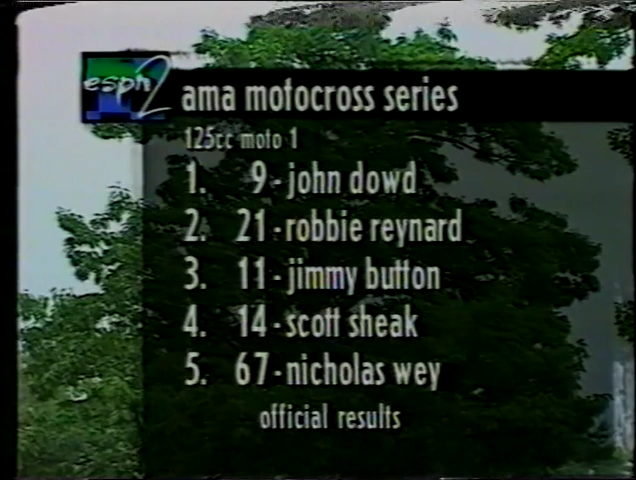 espn2
ama motocross series
125cc moto 1
1. 9 - john dowd
2. 21 - robbie reynard
3. 11 - jimmy button
4. 14 - scott sheak
5. 67 - nicholas wey
official results